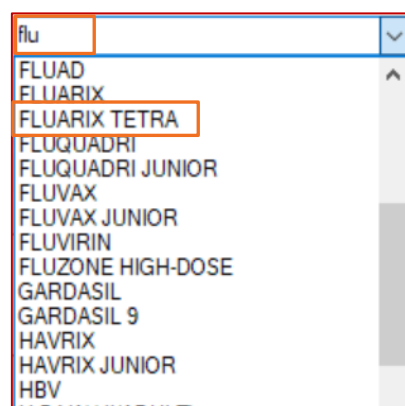 flu
FLUAD
FLUARIX
FLUARIX TETRA
FLUQUADRI
FLUQUADRI JUNIOR
FLUVAX
FLUVAX JUNIOR
FLUVIRIN
FLUZONE HIGH-DOSE
GARDASIL
GARDASIL 9
HAVRIX
HAVRIX JUNIOR
HBV